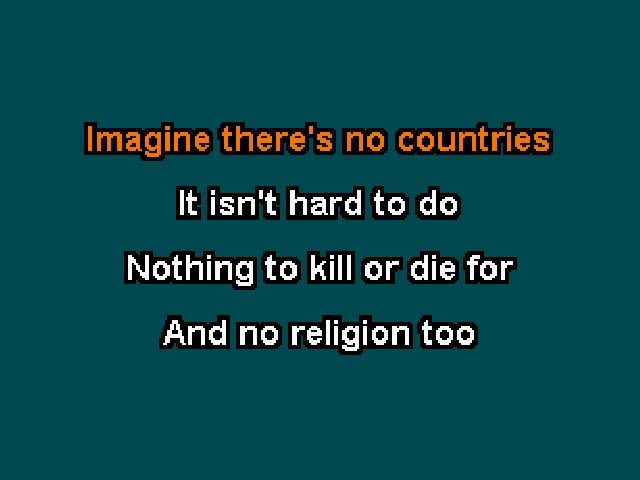 Imagine there's no countries
It isn't hard to do
Nothing to kill or die for
And no religion too